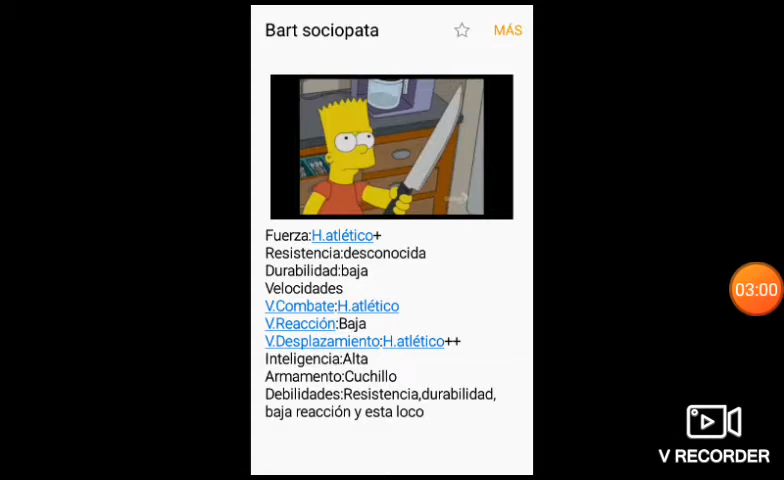 Bart sociopata
MÁS
Fuerza:H.atlético+
Resistencia:desconocida
Durabilidad:baja
Velocidades
V.Combate:H.atlético
V.Reacción:Baja
V.Desplazamiento:H.atlético++
Inteligencia:Alta
Armamento:Cuchillo
Debilidades:Resistencia,durabilidad,
baja reacción y esta loco
03:00
V RECORDER